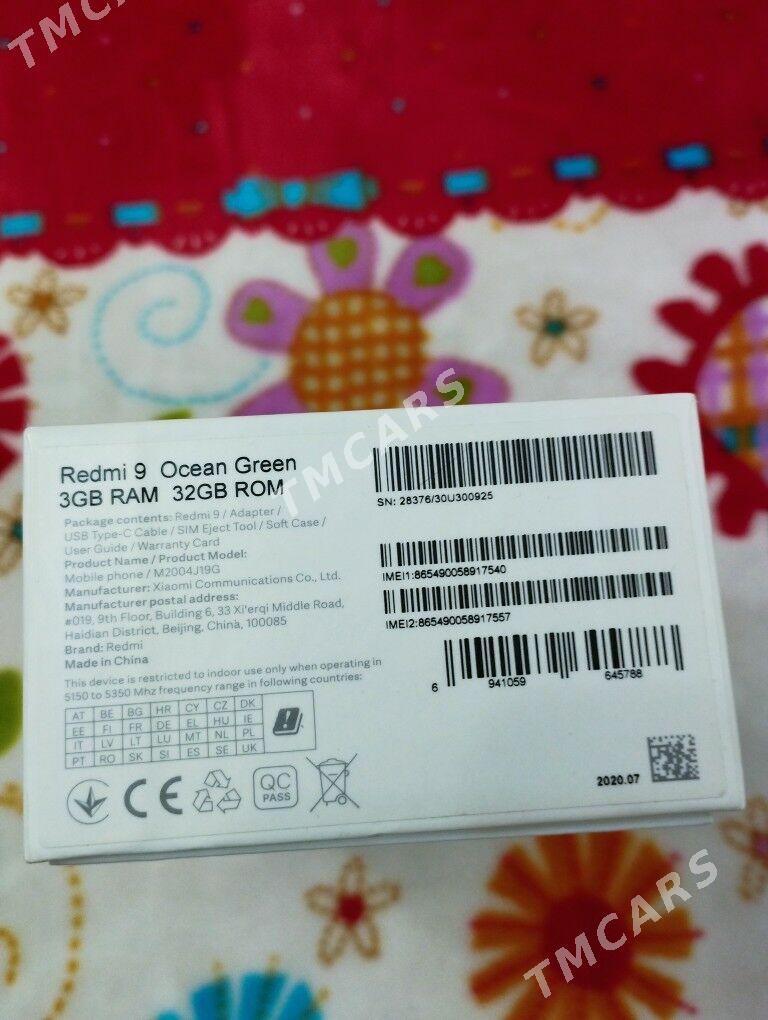 TMCARS
Redmi 9 Ocean Green
3GB RAM 32GB ROM
Package contents: Redmi 9 / Adapter /
USB Type-C Cable / SIM Eject Tool / Soft Case /
User Guide / Warranty Card
Product Name / Product Model:
Mobile phone / M2004J19G
Manufacturer: Xiaomi Communications Co., Ltd.
Manufacturer postal address:
#019, 9th Floor, Building 6, 33 Xi'erqi Middle Road,
Haidian District, Beijing, China, 100085
Brand: Redmi
Made in China
This device is restricted to indoor use only when operating in
5150 to 5350 Mhz frequency range in following countries:
AT BE BG HR CY CZ DK
EE FI FR DE EL HU IE
IT LV LT LU MT NL PL
PT RO SK SI ES SE UK
CE
QC
PASS
SN: 28376/30U300925
IMEI1:865490058917540
IMEI2:865490058917557
6 941059 645788
2020.07
TMCARS
TMCARS